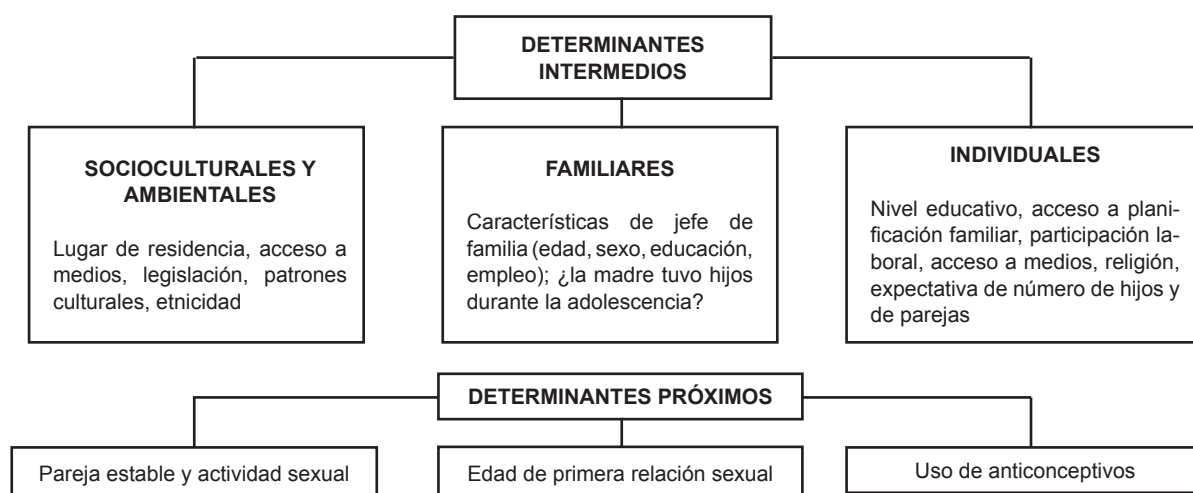 DETERMINANTES
INTERMEDIOS
SOCIOCULTURALES Y
AMBIENTALES
Lugar de residencia, acceso a
medios, legislación, patrones
culturales, etnicidad
FAMILIARES
Características de jefe de
familia (edad, sexo, educación,
empleo); ¿la madre tuvo hijos
durante la adolescencia?
INDIVIDUALES
Nivel educativo, acceso a plani-
ficación familiar, participación la-
boral, acceso a medios, religión,
expectativa de número de hijos y
de parejas
DETERMINANTES PRÓXIMOS
Pareja estable y actividad sexual
Edad de primera relación sexual
Uso de anticonceptivos